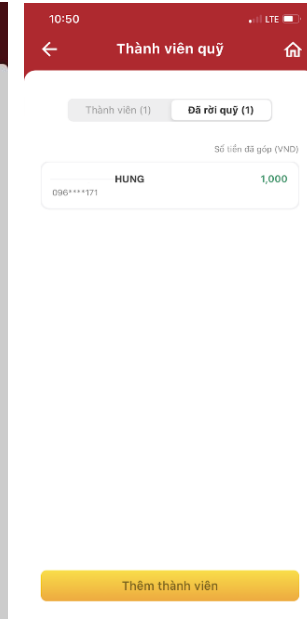 10:50 LTE
Thành viên quỹ
Thành viên (1) Đã rời quỹ (1)
Số tiền đã góp (VND)
HUNG 1,000
096****171
Thêm thành viên